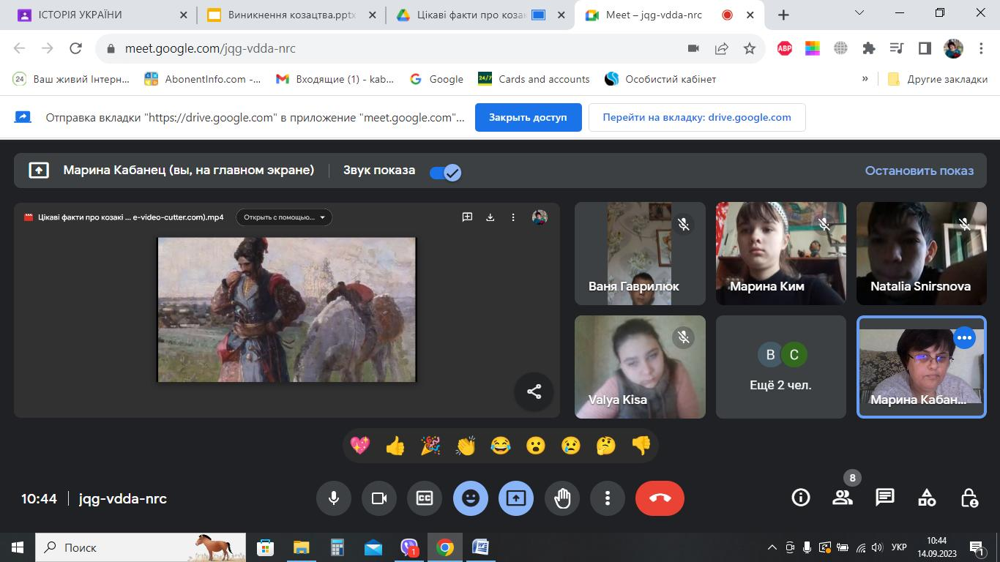 ІСТОРІЯ УКРАЇНИ
Виникнення козацтва.pptx
Цікаві факти про козак
Meet – jqg-vdda-nrc
meet.google.com/jqg-vdda-nrc
ABP
24 Ваш живий Інтерн...
AbonentInfo.com -...
Входящие (1) - kab...
Google
24/7 Cards and accounts
Особистий кабінет
»
Другие закладки
Отправка вкладки "https://drive.google.com" в приложение "meet.google.com"...
Закрыть доступ
Перейти на вкладку: drive.google.com
Марина Кабанец (вы, на главном экране)
Звук показа
Остановить показ
Цікаві факти про козакі ... e-video-cutter.com).mp4
Открыть с помощью...
Ваня Гаврилюк
Марина Ким
Natalia Snirsnova
Valya Kisa
B C
Ещё 2 чел.
Марина Кабан...
10:44
jqg-vdda-nrc
CC
8
Поиск
1
W
УКР
10:44
14.09.2023
1